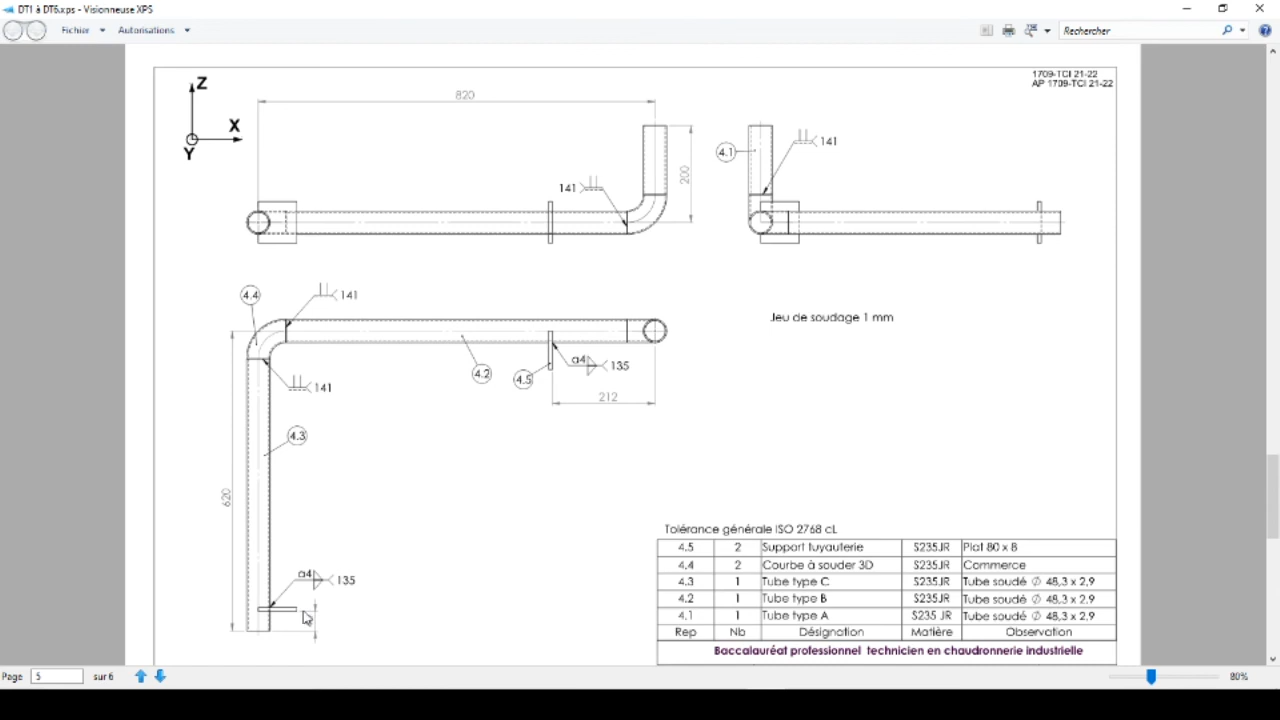 DT1 à DT6.xps - Visionneuse XPS
Fichier Autorisations Rechercher
1709-TCI 21-22
AP 1709-TCI 21-22
Z
X
Y
820
200
141
4.1
141
4.4
141
Jeu de soudage 1 mm
a4 135
4.2
4.5
141
212
4.3
620
a4 135
Tolérance générale ISO 2768 cL
4.5 2 Support tuyauterie S235JR Plat 80 x 8
4.4 2 Courbe à souder 3D S235JR Commerce
4.3 1 Tube type C S235JR Tube soudé ∅ 48,3 x 2,9
4.2 1 Tube type B S235JR Tube soudé ∅ 48,3 x 2,9
4.1 1 Tube type A S235 JR Tube soudé ∅ 48,3 x 2,9
Rep Nb Désignation Matière Observation
Baccalauréat professionnel technicien en chaudronnerie industrielle
Page 5 sur 6 80%